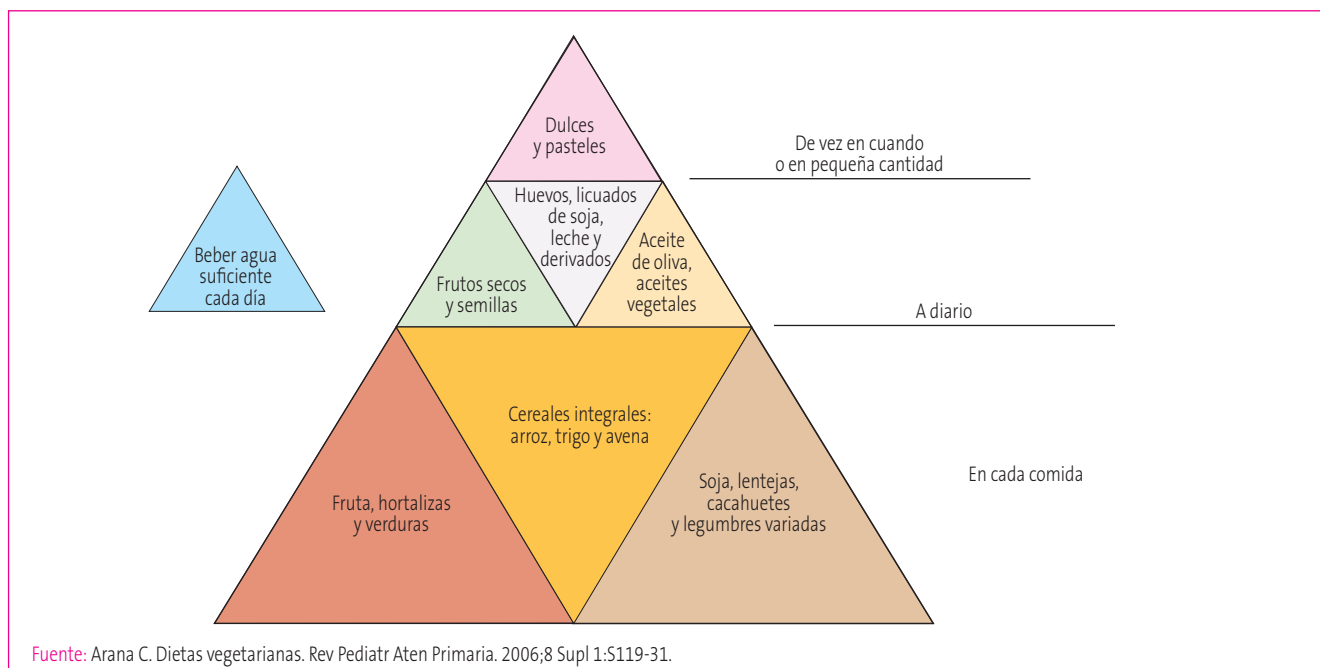 Dulces
y pasteles
De vez en cuando
o en pequeña cantidad
Beber agua
suficiente
cada día
Huevos, licuados
de soja,
leche y
derivados
Frutos secos
y semillas
Aceite
de oliva,
aceites
vegetales
A diario
Cereales integrales:
arroz, trigo y avena
Fruta, hortalizas
y verduras
Soja, lentejas,
cacahuetes
y legumbres variadas
En cada comida
Fuente: Arana C. Dietas vegetarianas. Rev Pediatr Aten Primaria. 2006;8 Supl 1:S119-31.